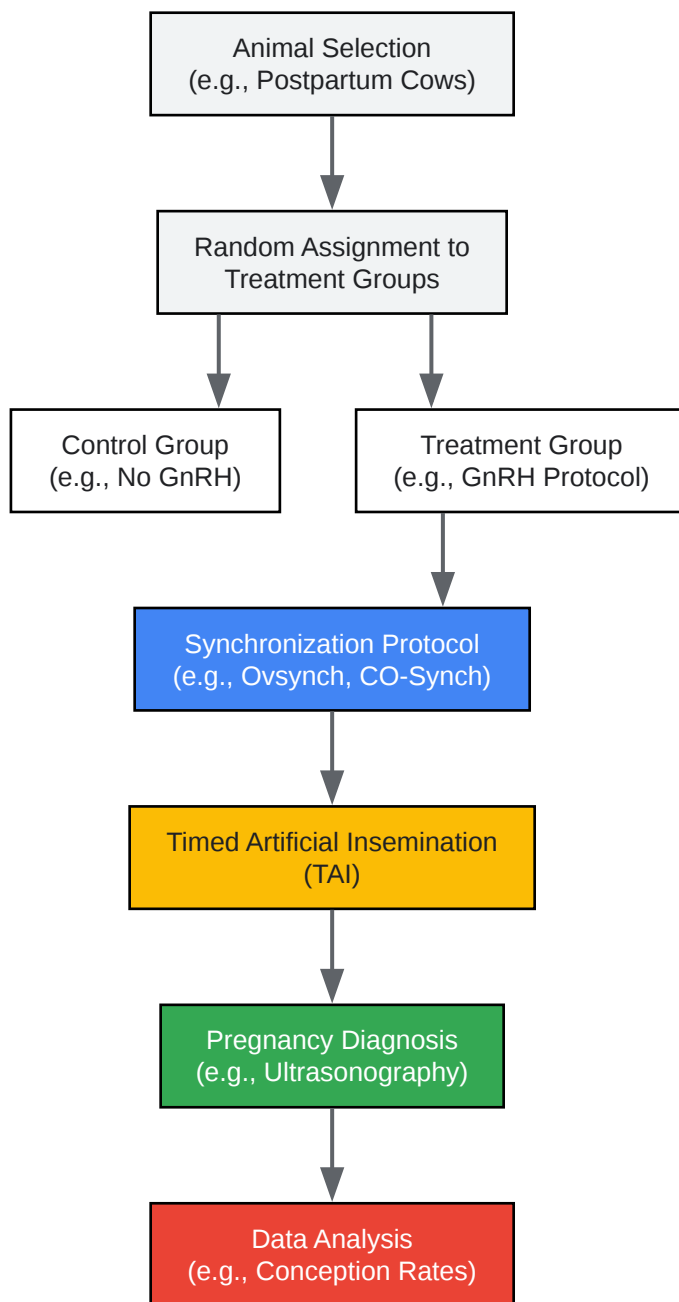 Animal Selection
(e.g., Postpartum Cows)
Random Assignment to
Treatment Groups
Control Group
(e.g., No GnRH)
Treatment Group
(e.g., GnRH Protocol)
Synchronization Protocol
(e.g., Ovsynch, CO-Synch)
Timed Artificial Insemination
(TAI)
Pregnancy Diagnosis
(e.g., Ultrasonography)
Data Analysis
(e.g., Conception Rates)